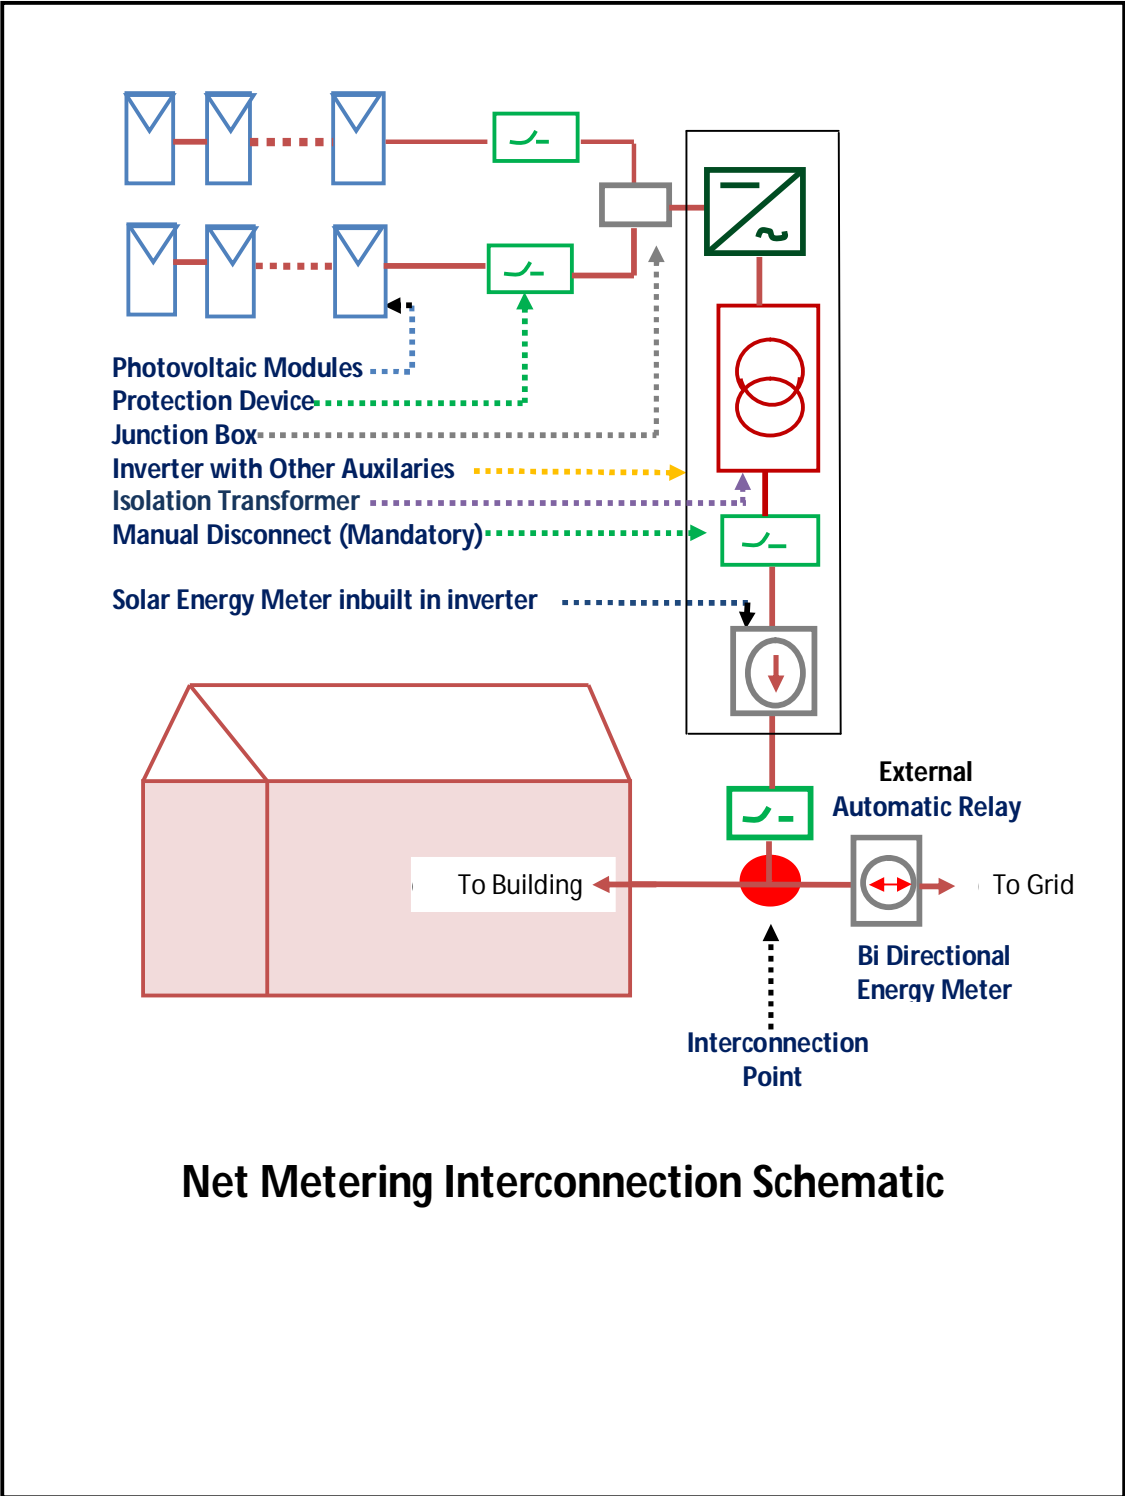 Photovoltaic Modules
Protection Device
Junction Box
Inverter with Other Auxilaries
Isolation Transformer
Manual Disconnect (Mandatory)
Solar Energy Meter inbuilt in inverter
External
Automatic Relay
To Building
To Grid
Bi Directional
Energy Meter
Interconnection
Point
Net Metering Interconnection Schematic